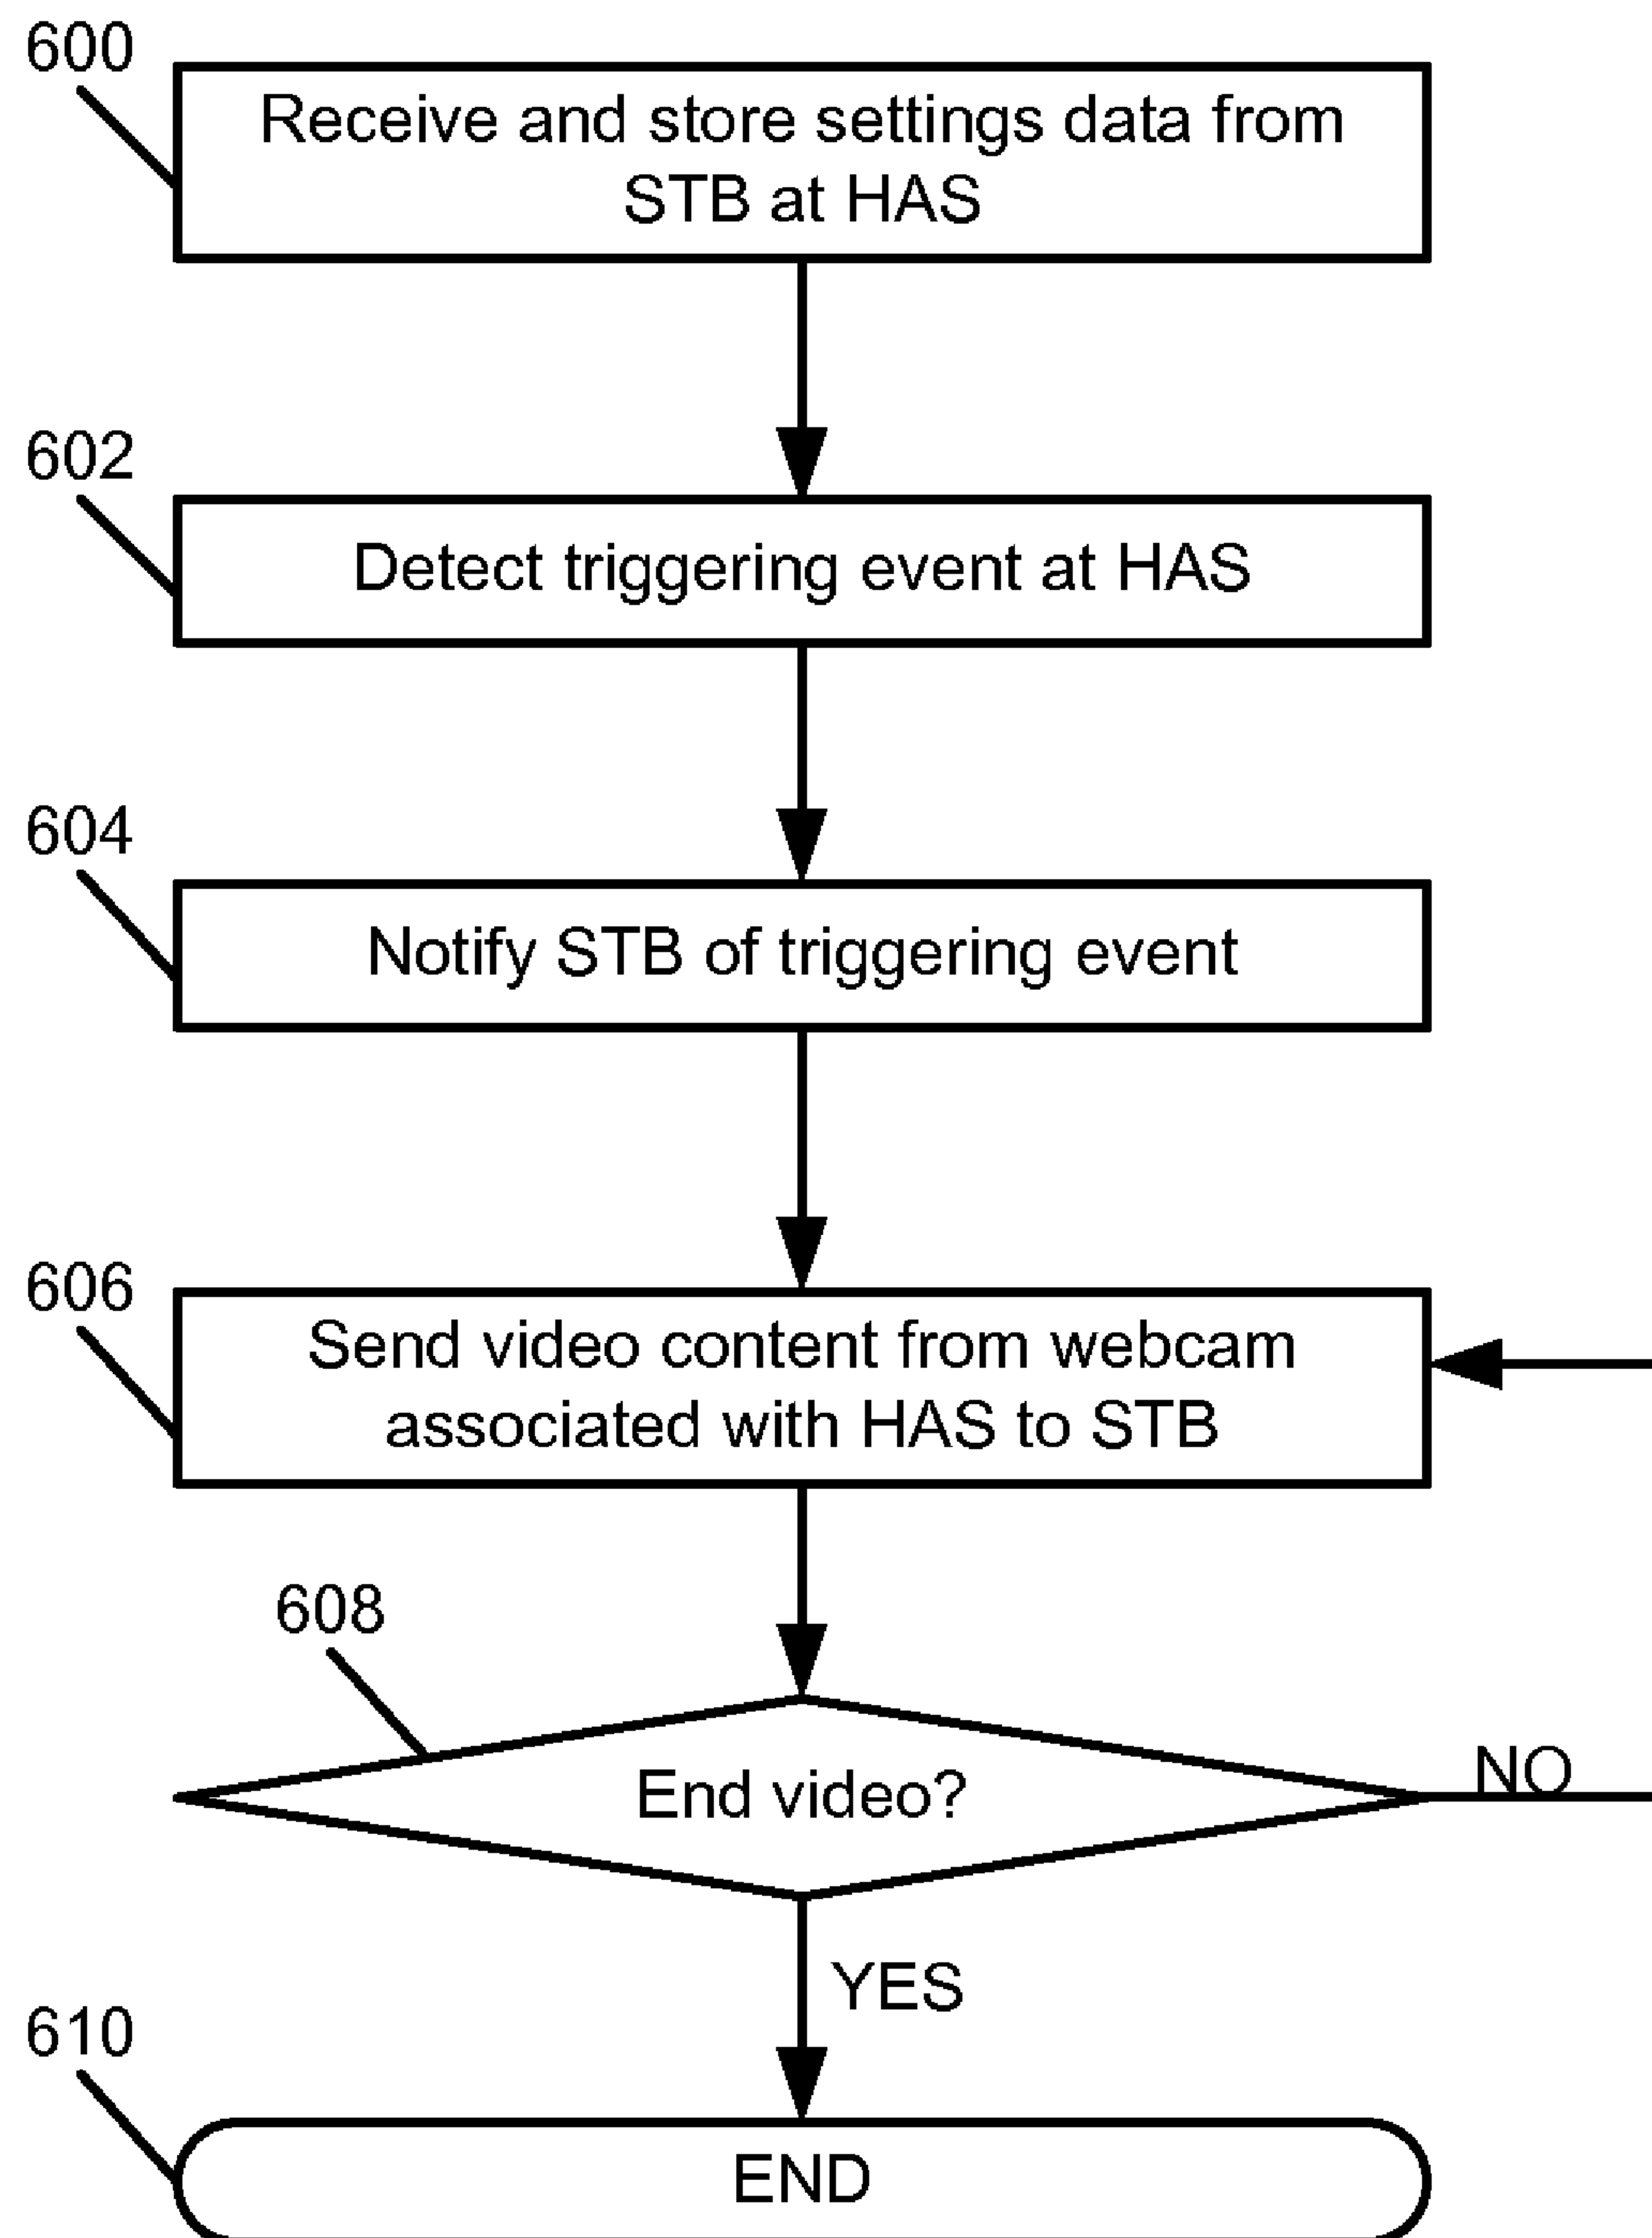 600
Receive and store settings data from
STB at HAS
602
Detect triggering event at HAS
604
Notify STB of triggering event
606
Send video content from webcam
associated with HAS to STB
608
End video?
NO
YES
610
END